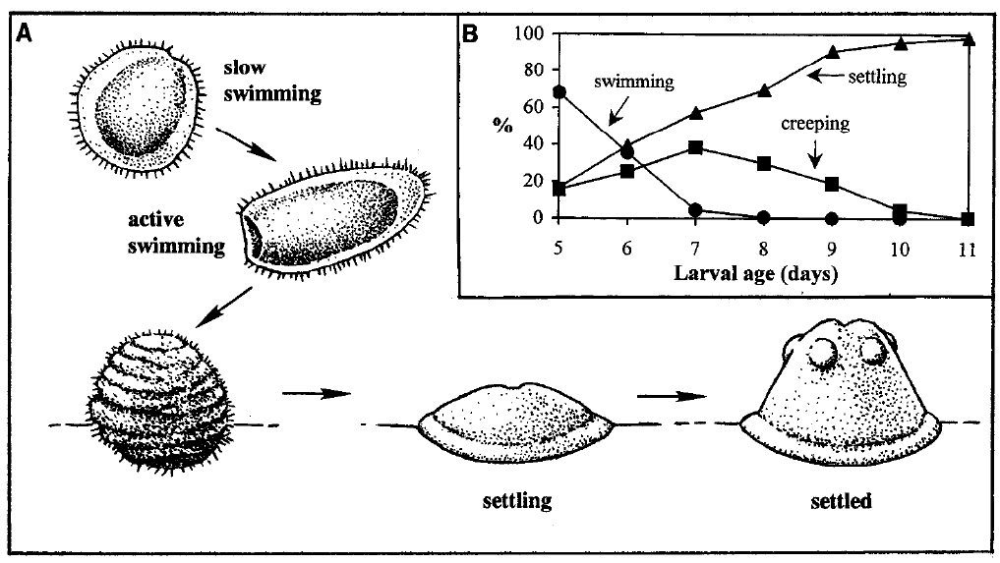 A
slow
swimming
active
swimming
settling
settled
B
100
80
60
40
20
0
%
swimming
settling
creeping
5 6 7 8 9 10 11
Larval age (days)